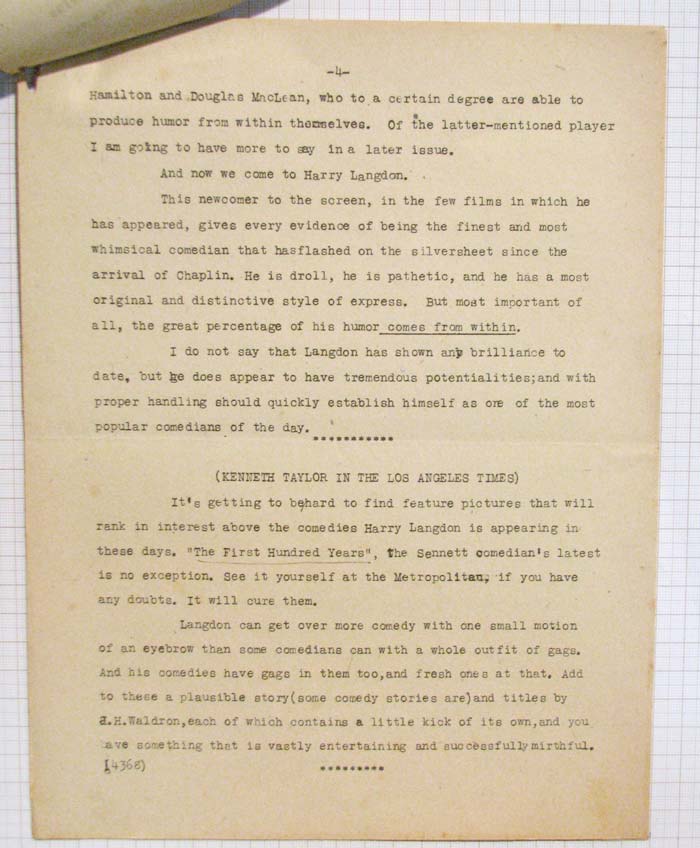 -4-
Hamilton and Douglas MacLean, who to a certain degree are able to
produce humor from within themselves. Of the latter-mentioned player
I am going to have more to say in a later issue.
And now we come to Harry Langdon.
This newcomer to the screen, in the few films in which he
has appeared, gives every evidence of being the finest and most
whimsical comedian that hasflashed on the silversheet since the
arrival of Chaplin. He is droll, he is pathetic, and he has a most
original and distinctive style of express. But most important of
all, the great percentage of his humor comes from within.
I do not say that Langdon has shown any brilliance to
date, but he does appear to have tremendous potentialities;and with
proper handling should quickly establish himself as one of the most
popular comedians of the day.
***********
(KENNETH TAYLOR IN THE LOS ANGELES TIMES)
It's getting to behard to find feature pictures that will
rank in interest above the comedies Harry Langdon is appearing in
these days. "The First Hundred Years", the Sennett comedian's latest
is no exception. See it yourself at the Metropolitan, if you have
any doubts. It will cure them.
Langdon can get over more comedy with one small motion
of an eyebrow than some comedians can with a whole outfit of gags.
And his comedies have gags in them too,and fresh ones at that. Add
to these a plausible story(some comedy stories are)and titles by
J.H.Waldron,each of which contains a little kick of its own,and you
ave something that is vastly entertaining and successfully mirthful.
(4368)
*********